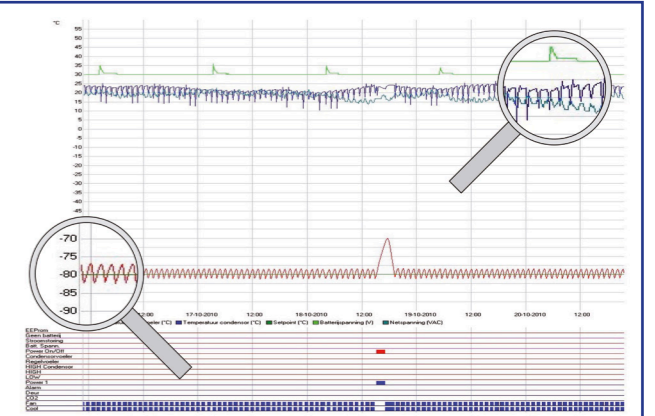 °C
55
50
45
40
35
30
25
20
15
10
5
0
-5
-10
-15
-20
-25
-30
-35
-40
-45
-70
-75
-80
-85
-90
12:00 17-10-2010 12:00 18-10-2010 12:00 19-10-2010 12:00 20-10-2010 12:00
(°C) Temperatuur condensor (°C) Setpoint (°C) Batterijspanning (V) Netspanning (VAC)
EEProm
Geen batterij
Stroomstoring
Batt. Spann.
Power On/Off
Condensorvoeler
Regelvoeler
HIGH Condensor
HIGH
LOW
Power 1
Alarm
Deur
CO2
Fan
Cool